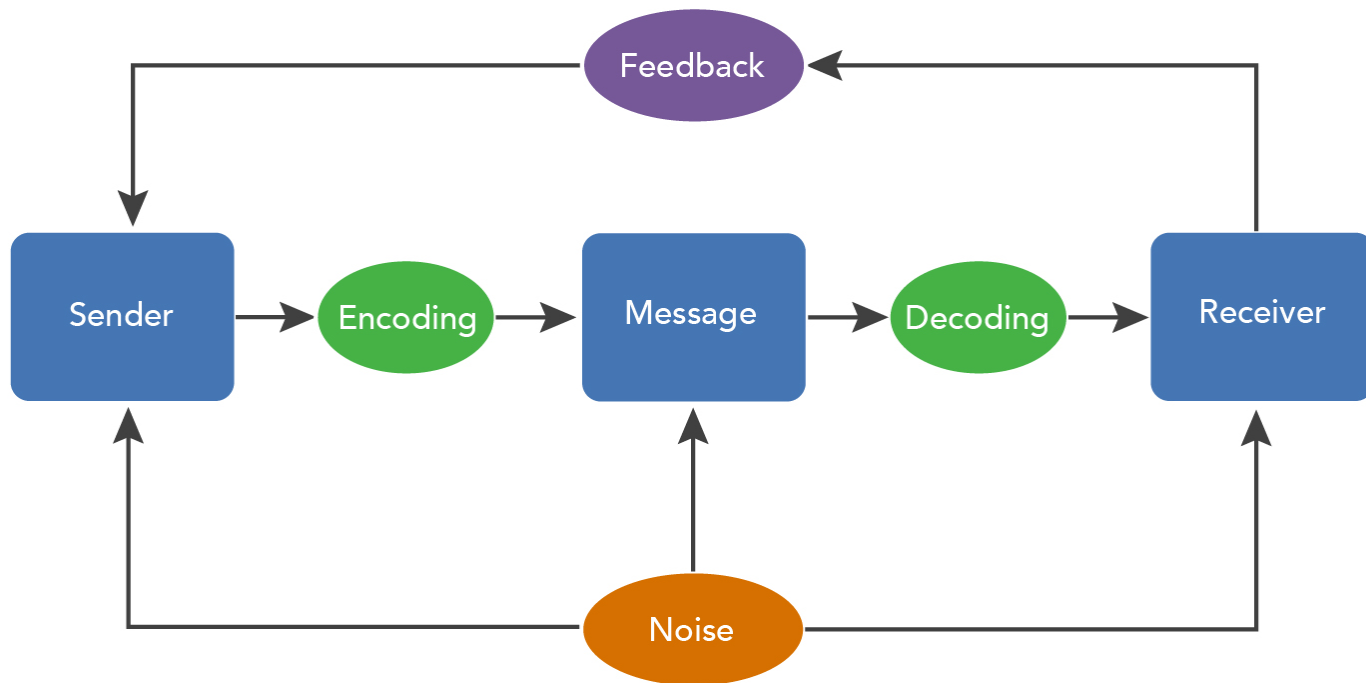 Feedback
Sender
Encoding
Message
Decoding
Receiver
Noise